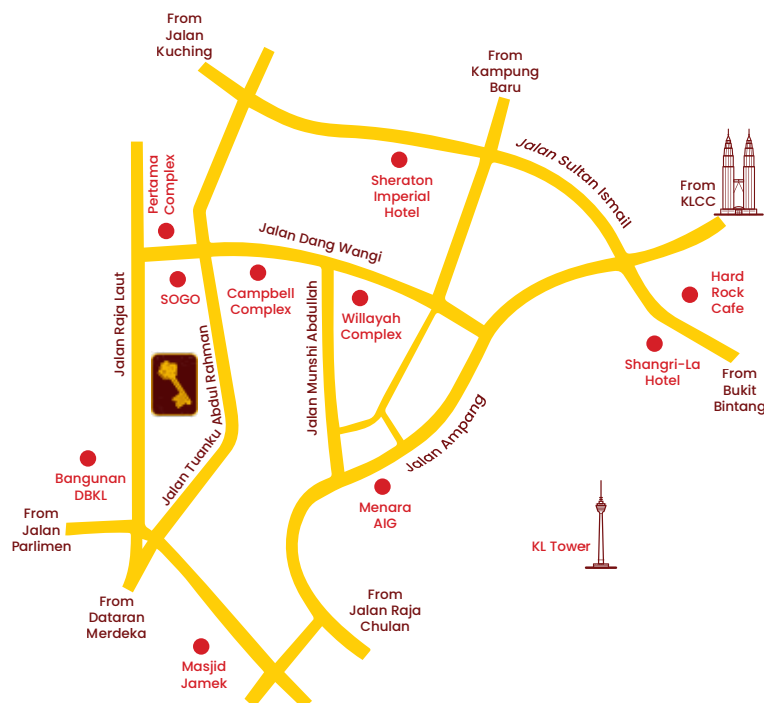 From
Jalan
Kuching
From
Kampung
Baru
Jalan Sultan Ismail
Pertama
Complex
Sheraton
Imperial
Hotel
From
KLCC
Jalan Dang Wangi
Jalan Raja Laut
SOGO
Campbell
Complex
Jalan Munshi Abdullah
Willayah
Complex
Hard
Rock
Cafe
Shangri-La
Hotel
From
Bukit
Bintang
Jalan Tuanku Abdul Rahman
Jalan Ampang
Bangunan
DBKL
From
Jalan
Parlimen
Menara
AIG
KL Tower
From
Dataran
Merdeka
From
Jalan Raja
Chulan
Masjid
Jamek